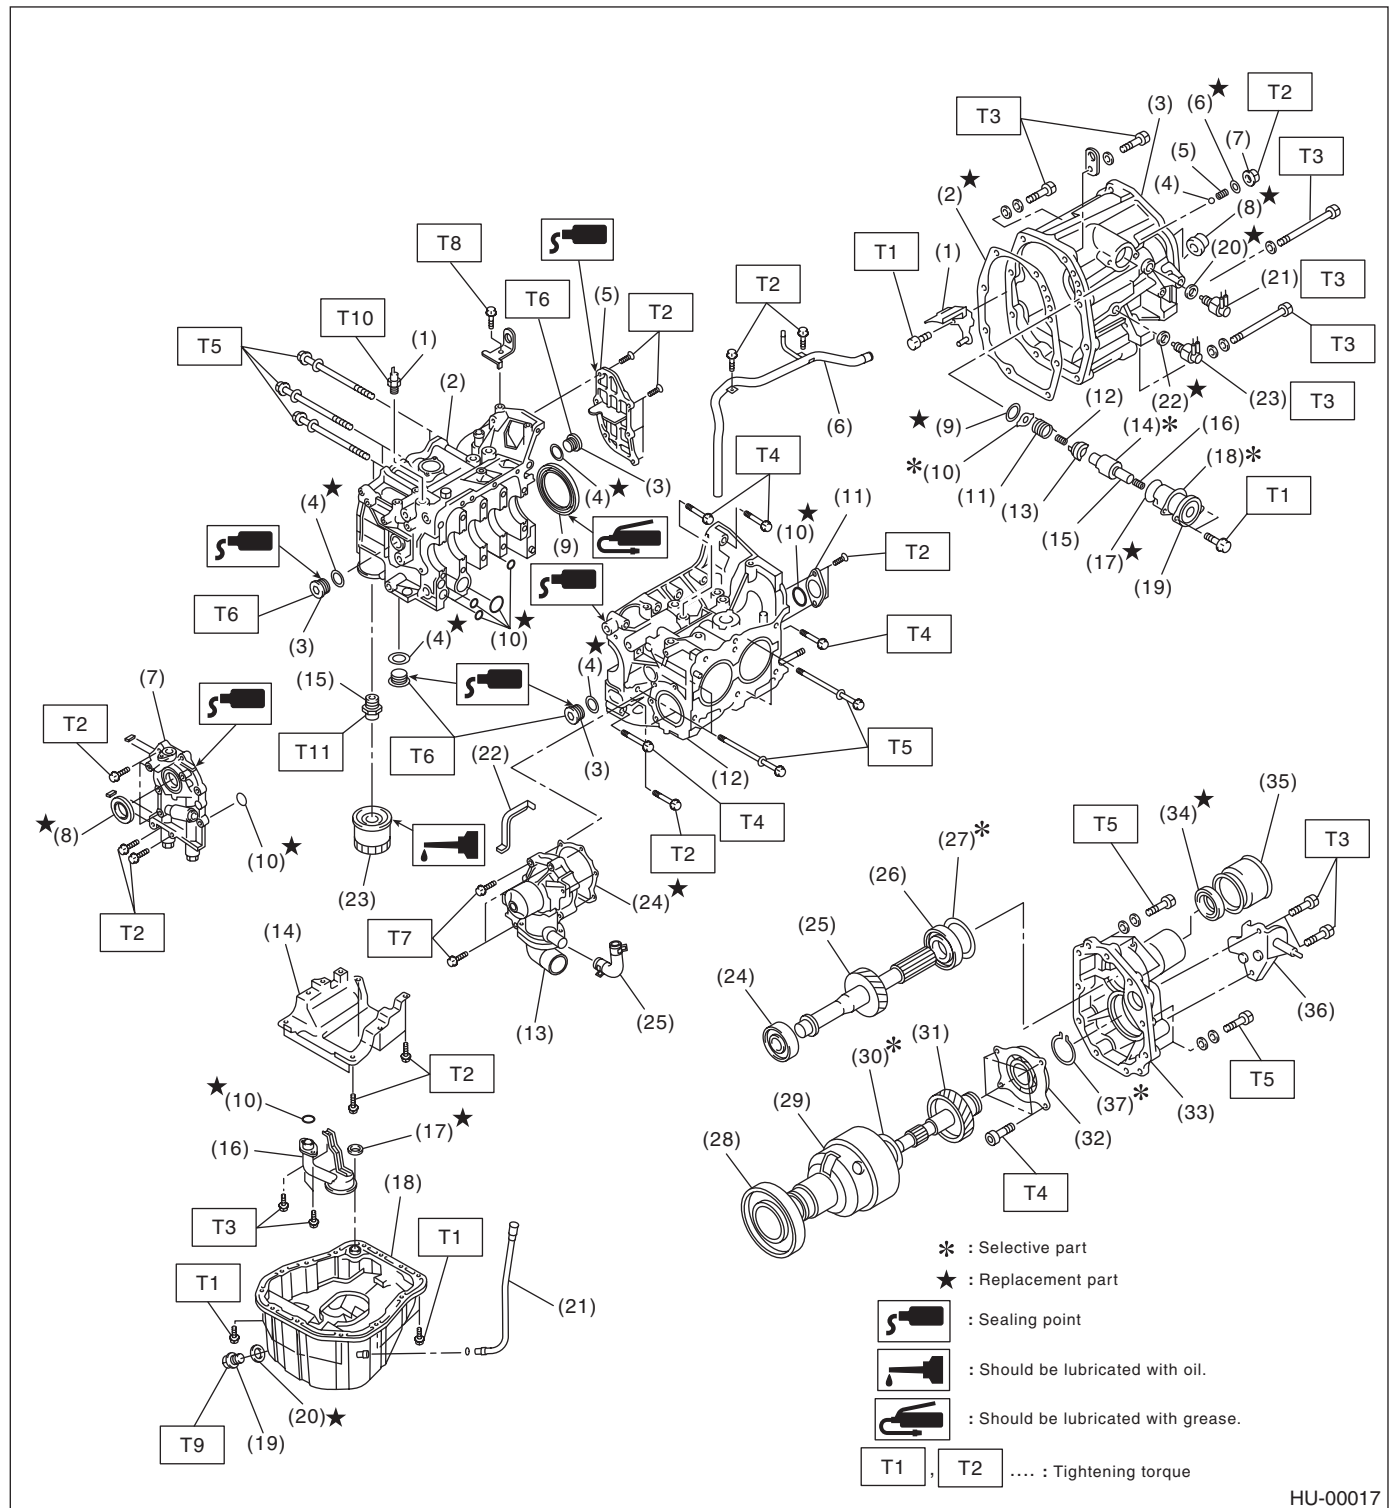 T3
(3)
(6)★
T2
(5)
(7)
T3
(4)
(2)★
(8)★
(20)★
T8
T1
(1)
(21)
T3
T6
(5)
T2
T2
T10
(1)
T5
(2)
T3
(22)★
(23)
T3
(12)
★(9)
(14)*
(16)
(6)
*(10)
(18)*
(3)
T4
(4)★
(11)
(13)
T1
(4)★
(11)
(10)★
(15)
(17)★
(9)
T2
(19)
T6
(3)
(4)★
(10)★
★(4)
T4
(7)
(15)
T2
T11
T6
(22)
(3)
(12)
T5
(35)
★(8)
(10)★
T4
T5
(34)★
T3
T2
(27)*
(23)
(24)★
(26)
T2
T7
(14)
(25)
(24)
(13)
(25)
(36)
(30)*
(31)
T2
T5
★(10)
(37)*
(33)
(17)★
(29)
(32)
(16)
(28)
(18)
T4
T3
T1
* : Selective part
T1
★ : Replacement part
(21)
: Sealing point
: Should be lubricated with oil.
(20)★
: Should be lubricated with grease.
T9
(19)
T1 , T2 .... : Tightening torque
HU-00017